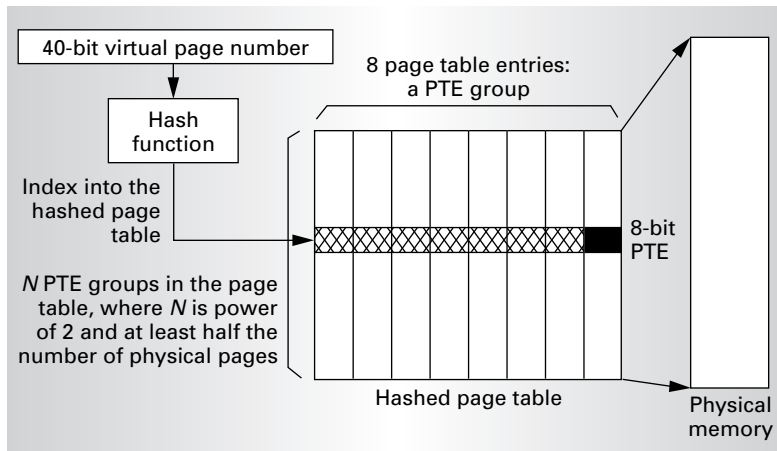 40-bit virtual page number
8 page table entries:
a PTE group
Hash
function
Index into the
hashed page
table
8-bit
PTE
N PTE groups in the page
table, where N is power
of 2 and at least half the
number of physical pages
Hashed page table
Physical
memory